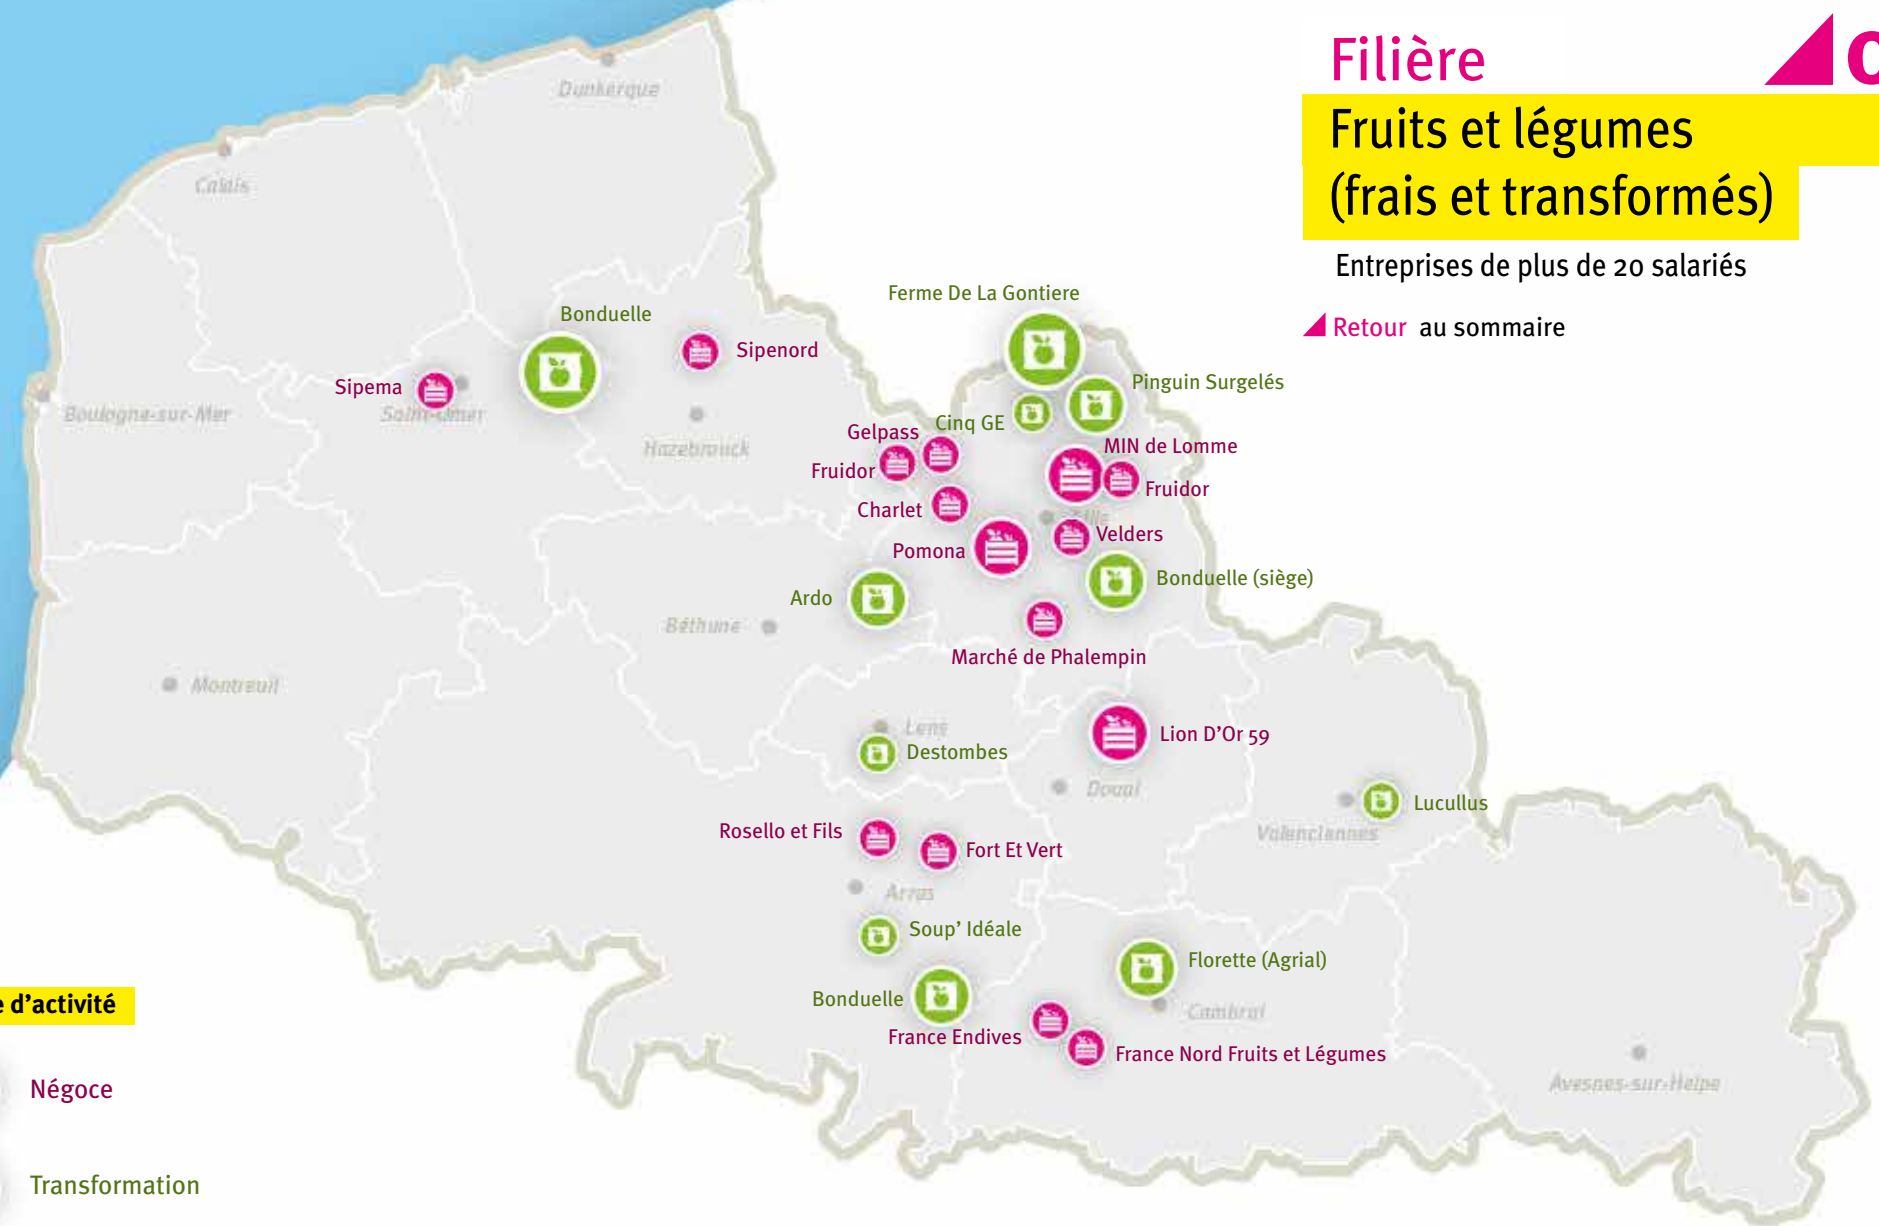 Filière
Fruits et légumes
(frais et transformés)
Entreprises de plus de 20 salariés
Retour au sommaire
Dunkerque
Calais
Ferme De La Gontiere
Bonduelle
Sipenord
Sipema
Pinguin Surgelés
Boulogne-sur-Mer
Saint-Omer
Cinq GE
Gelpass
Hazebrouck
MIN de Lomme
Fruidor
Fruidor
Charlet
Lille
Velders
Pomona
Bonduelle (siège)
Ardo
Béthune
Marché de Phalempin
Montreuil
Lens
Lion D'Or 59
Destombes
Douai
Lucullus
Rosello et Fils
Valenciennes
Fort Et Vert
Arras
Soup' Idéale
Florette (Agrial)
Bonduelle
Cambrai
France Endives
France Nord Fruits et Légumes
Avesnes-sur-Helpe
d'activité
Négoce
Transformation